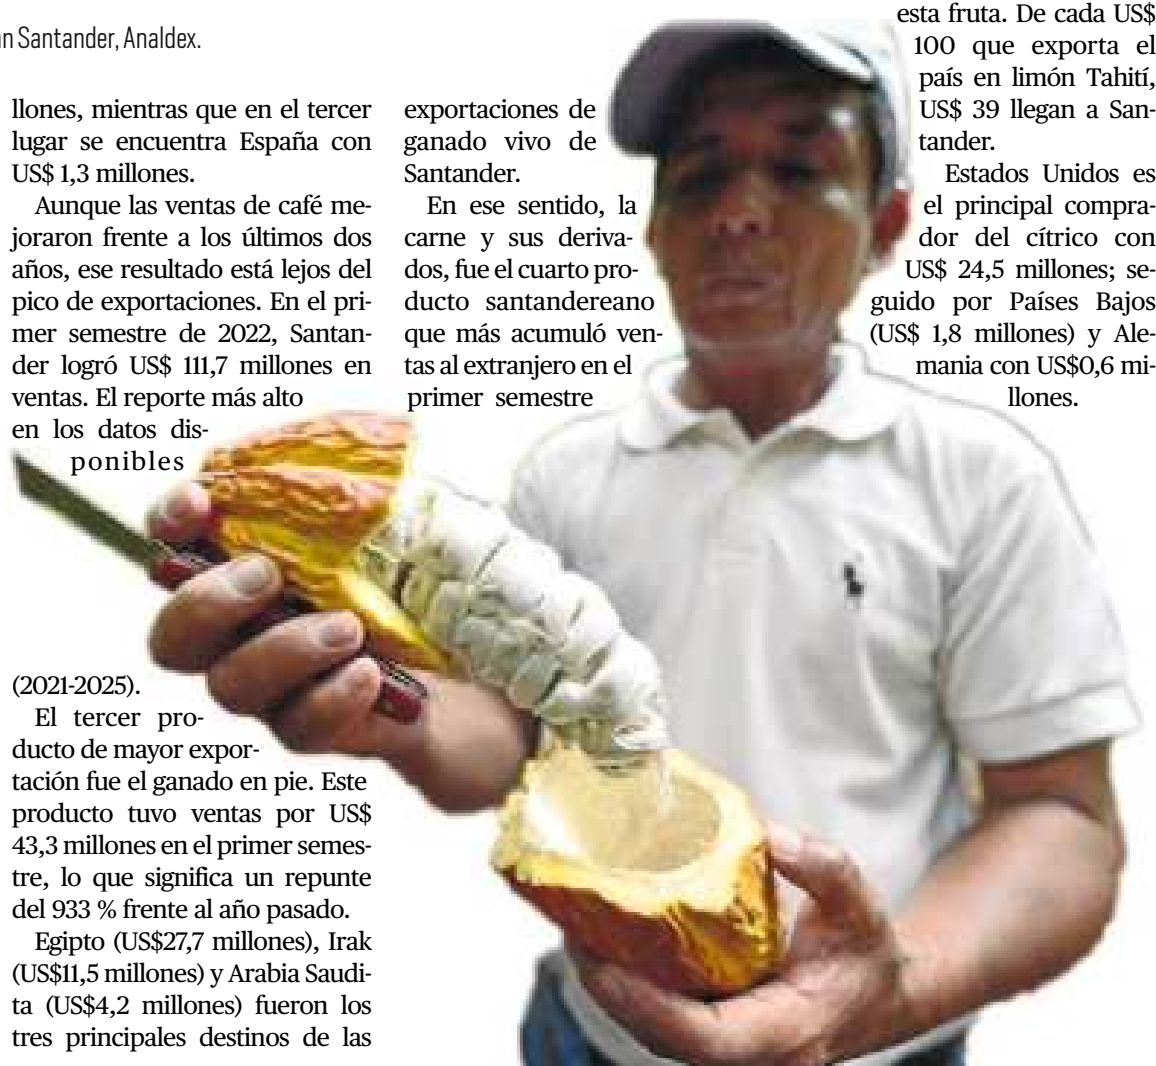 an Santander, Analdex.
llones, mientras que en el tercer
lugar se encuentra España con
US$ 1,3 millones.
Aunque las ventas de café me-
joraron frente a los últimos dos
años, ese resultado está lejos del
pico de exportaciones. En el pri-
mer semestre de 2022, Santan-
der logró US$ 111,7 millones en
ventas. El reporte más alto
en los datos dis-
ponibles
(2021-2025).
El tercer pro-
ducto de mayor expor-
tación fue el ganado en pie. Este
producto tuvo ventas por US$
43,3 millones en el primer semes-
tre, lo que significa un repunte
del 933 % frente al año pasado.
Egipto (US$27,7 millones), Irak
(US$11,5 millones) y Arabia Saudi-
ta (US$4,2 millones) fueron los
tres principales destinos de las
exportaciones de
ganado vivo de
Santander.
En ese sentido, la
carne y sus deriva-
dos, fue el cuarto pro-
ducto santandereano
que más acumuló ven-
tas al extranjero en el
primer semestre
esta fruta. De cada US$
100 que exporta el
país en limón Tahití,
US$ 39 llegan a San-
tander.
Estados Unidos es
el principal compra-
dor del cítrico con
US$ 24,5 millones; se-
guido por Países Bajos
(US$ 1,8 millones) y Ale-
mania con US$0,6 mi-
llones.